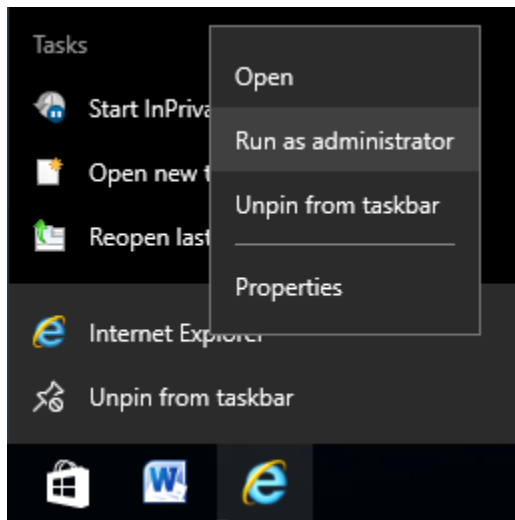 Tasks
Start InPriva
Open new t
Reopen last
Internet Explorer
Unpin from taskbar
Open
Run as administrator
Unpin from taskbar
Properties
W